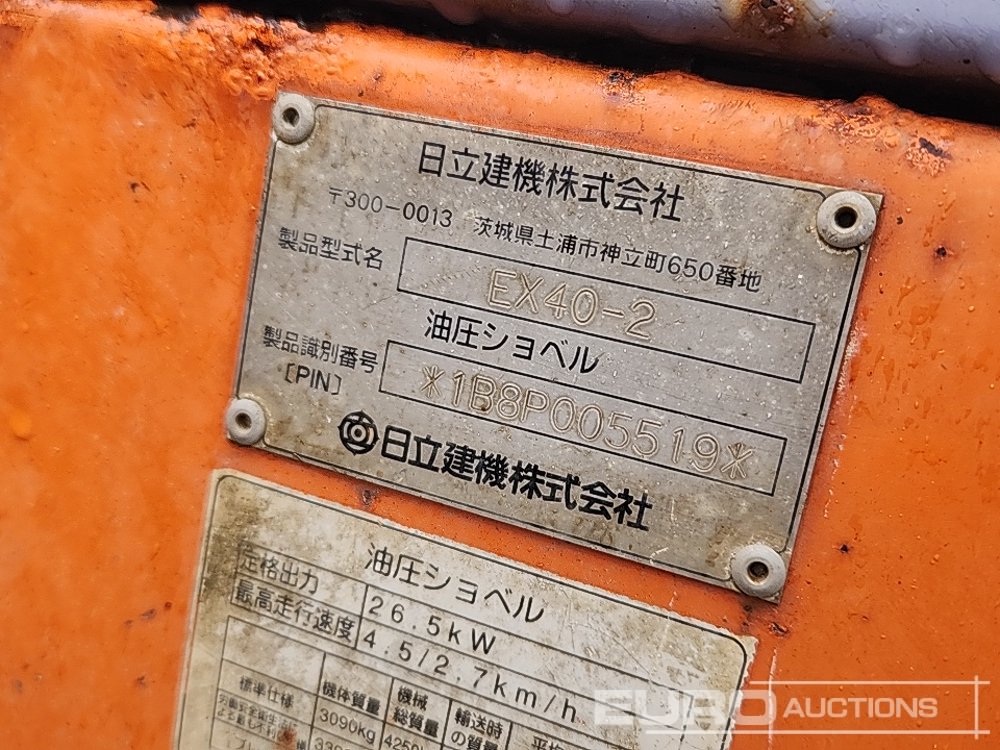 日立建機株式会社
〒300-0013 茨城県土浦市神立町650番地
製品型式名 EX40-2
油圧ショベル
製品識別番号 [PIN] *1B8P005519*
日立建機株式会社
油圧ショベル
定格出力 26.5kW
最高走行速度 4.5/2.7km/h
標準仕様 機体質量 機械総質量 輸送時の質量 平均
3090kg
EURO AUCTIONS